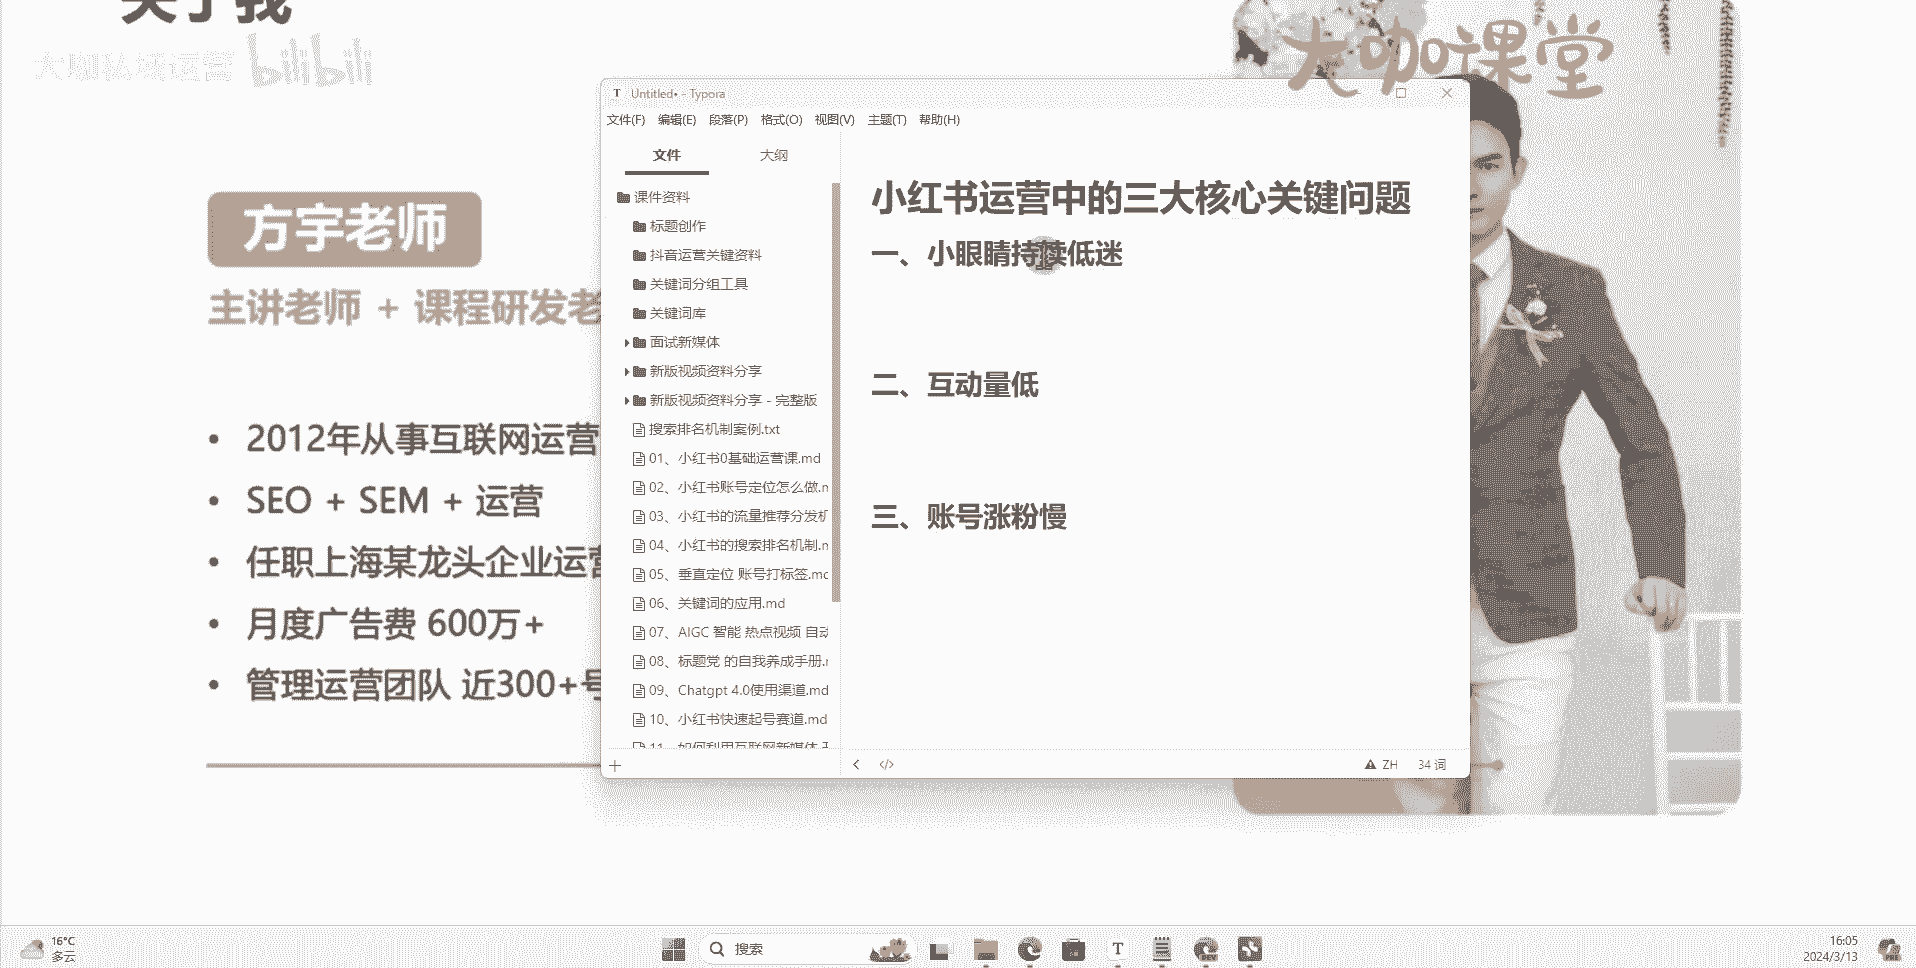 关于我
大咖私域运营 bilibili
大咖课堂
方宇老师
主讲老师 + 课程研发老
2012年从事互联网运营
SEO + SEM + 运营
任职上海某龙头企业运营
月度广告费 600万+
管理运营团队 近300+号
Untitled• - Typora
文件(F) 编辑(E) 段落(P) 格式(O) 视图(V) 主题(T) 帮助(H)
文件 大纲
课件资料
标题创作
抖音运营关键资料
关键词分组工具
关键词库
面试新媒体
新版视频资料分享
新版视频资料分享 - 完整版
搜索排名机制案例.txt
01、小红书0基础运营课.md
02、小红书账号定位怎么做.m
03、小红书的流量推荐分发机
04、小红书的搜索排名机制.m
05、垂直定位 账号打标签.md
06、关键词的应用.md
07、AIGC 智能 热点视频 自动
08、标题党 的自我养成手册.m
09、Chatgpt 4.0使用渠道.md
10、小红书快速起号赛道.md
11、如何利用互联网新媒体
小红书运营中的三大核心关键问题
一、小眼睛持续低迷
二、互动量低
三、账号涨粉慢
ZH 34 词
16°C
多云
搜索
16:05
2024/3/13